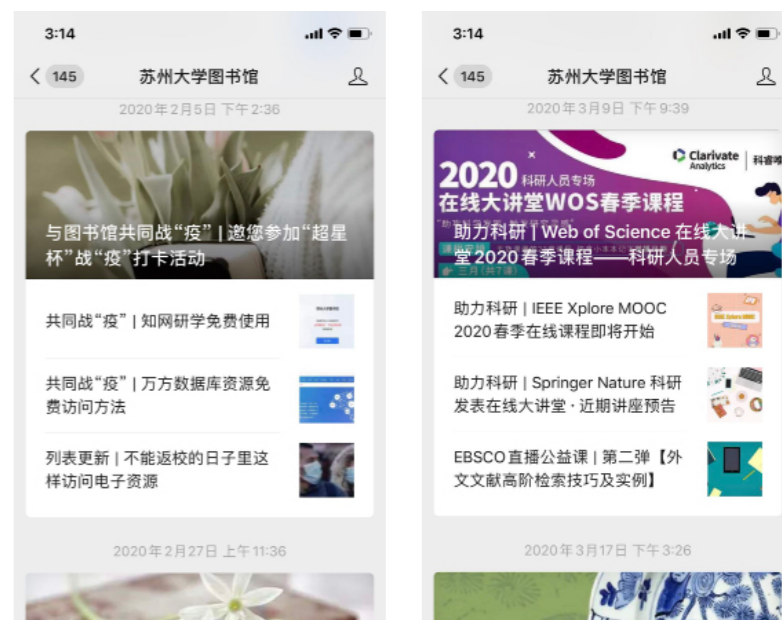 3:14
145
苏州大学图书馆
2020年2月5日 下午2:36
与图书馆共同战“疫” | 邀您参加“超星
杯”战“疫”打卡活动
共同战“疫” | 知网研学免费使用
共同战“疫” | 万方数据库资源免
费访问方法
列表更新 | 不能返校的日子里这
样访问电子资源
2020年2月27日 上午11:36
3:14
145
苏州大学图书馆
2020年3月9日 下午9:39
Clarivate
Analytics
科睿唯
2020 科研人员专场
在线大讲堂WOS春季课程
助力科研 | Web of Science 在线大讲
堂2020春季课程——科研人员专场
三月(共7课)
助力科研 | IEEE Xplore MOOC
2020春季在线课程即将开始
助力科研 | Springer Nature 科研
发表在线大讲堂 · 近期讲座预告
EBSCO直播公益课 | 第二弹【外
文文献高阶检索技巧及实例】
2020年3月17日 下午3:26